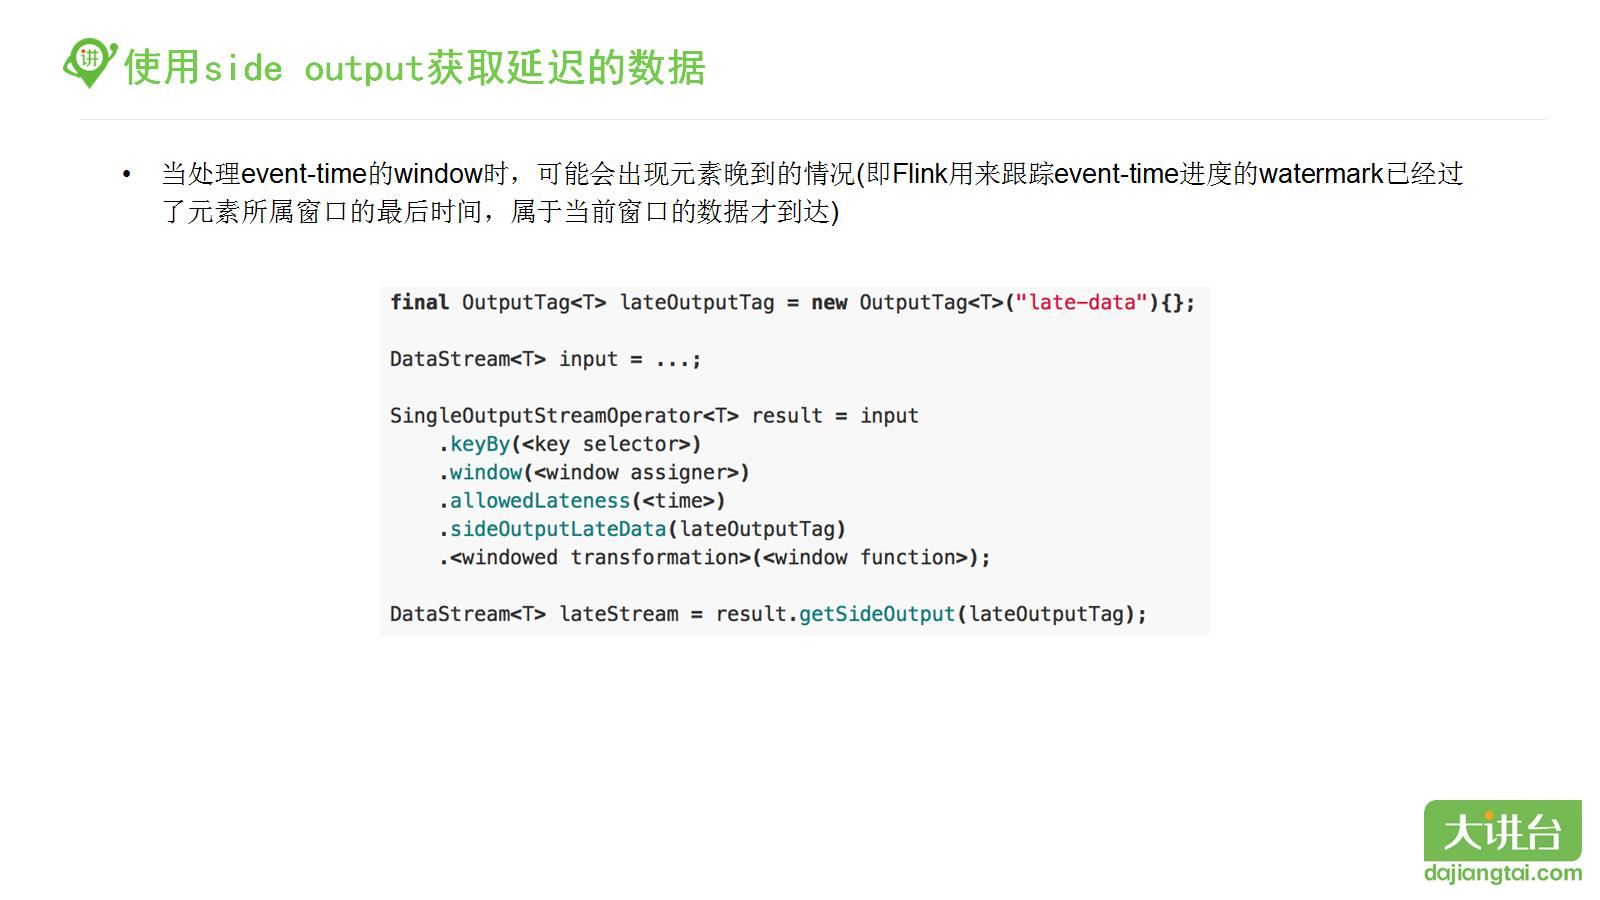 讲
使用side output获取延迟的数据
• 当处理event-time的window时，可能会出现元素晚到的情况(即Flink用来跟踪event-time进度的watermark已经过
了元素所属窗口的最后时间，属于当前窗口的数据才到达)
final OutputTag<T> lateOutputTag = new OutputTag<T>("late-data"){};
DataStream<T> input = ...;
SingleOutputStreamOperator<T> result = input
    .keyBy(<key selector>)
    .window(<window assigner>)
    .allowedLateness(<time>)
    .sideOutputLateData(lateOutputTag)
    .<windowed transformation>(<window function>);
DataStream<T> lateStream = result.getSideOutput(lateOutputTag);
大讲台
dajiangtai.com